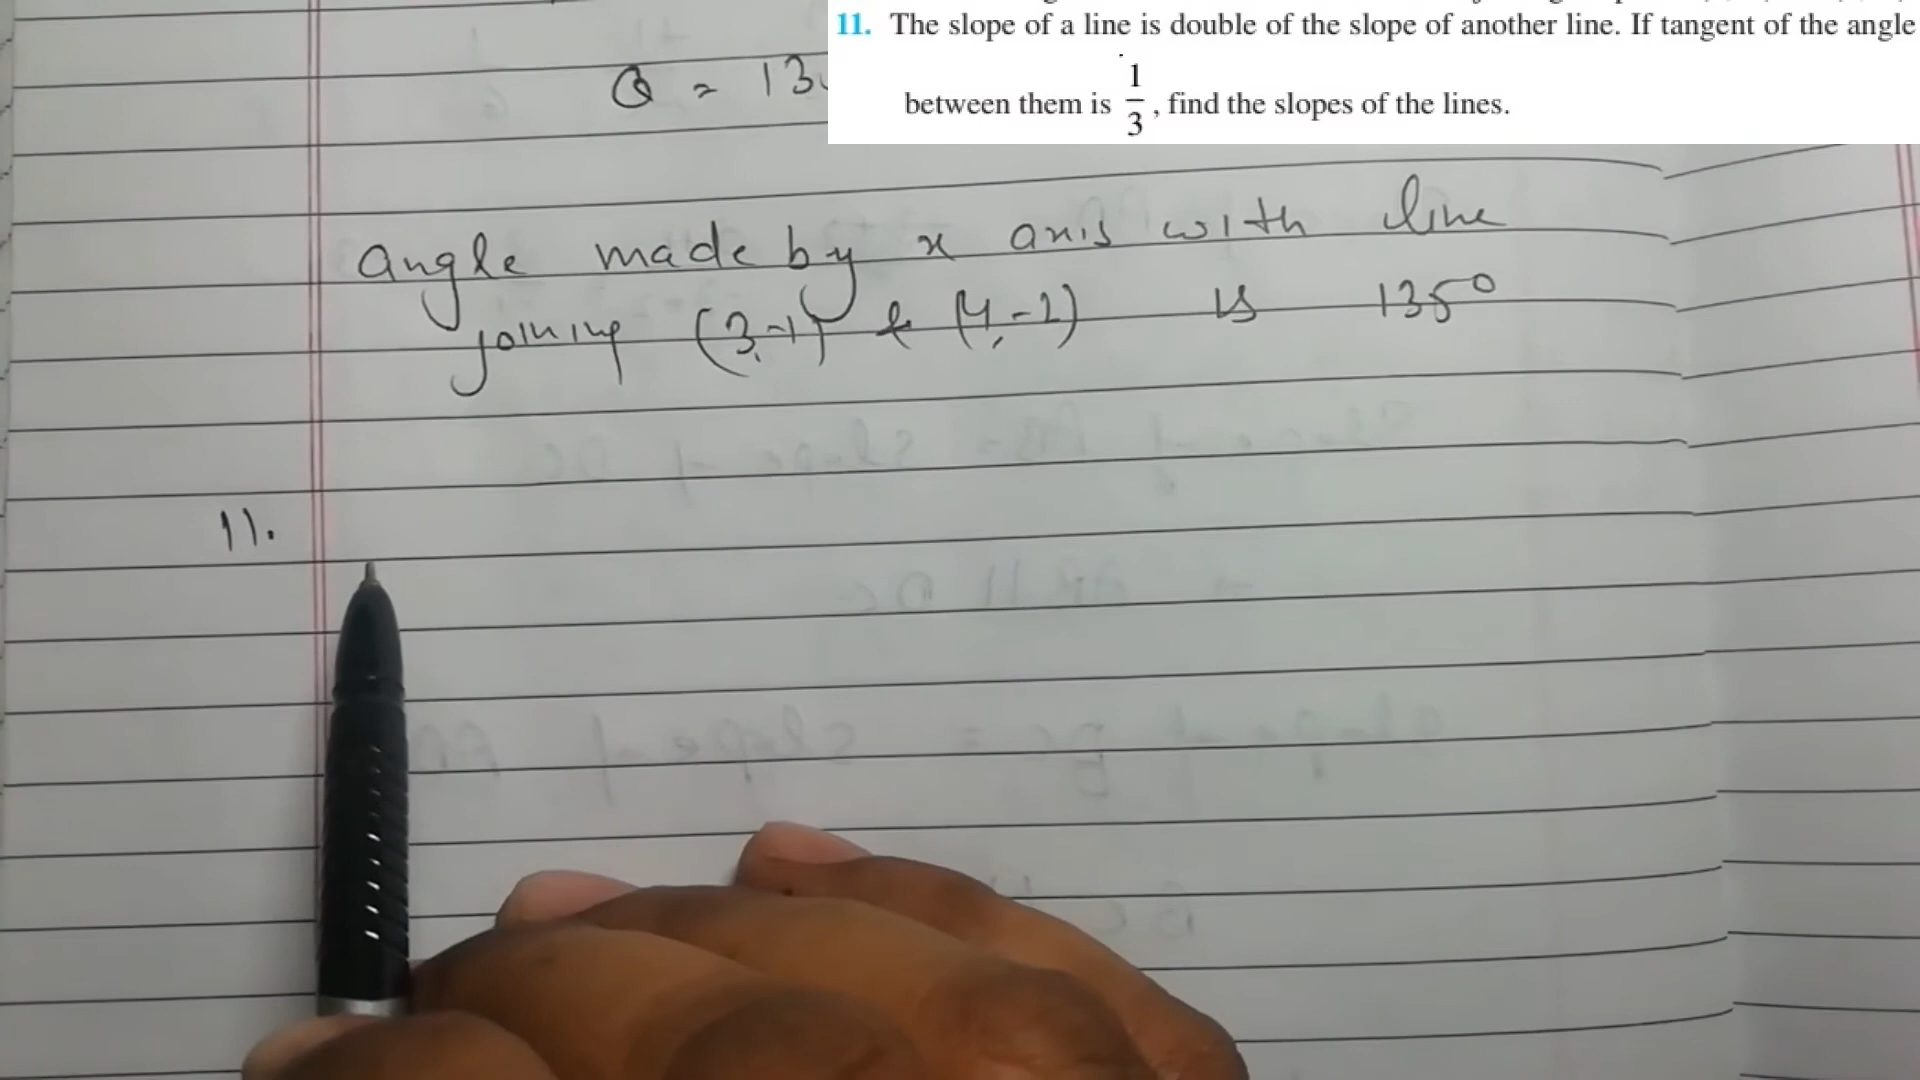 11. The slope of a line is double of the slope of another line. If tangent of the angle
between them is 1/3, find the slopes of the lines.
Q = 13
angle made by x axis with line
joining (3,-1) & (4,-2) is 135°
11.